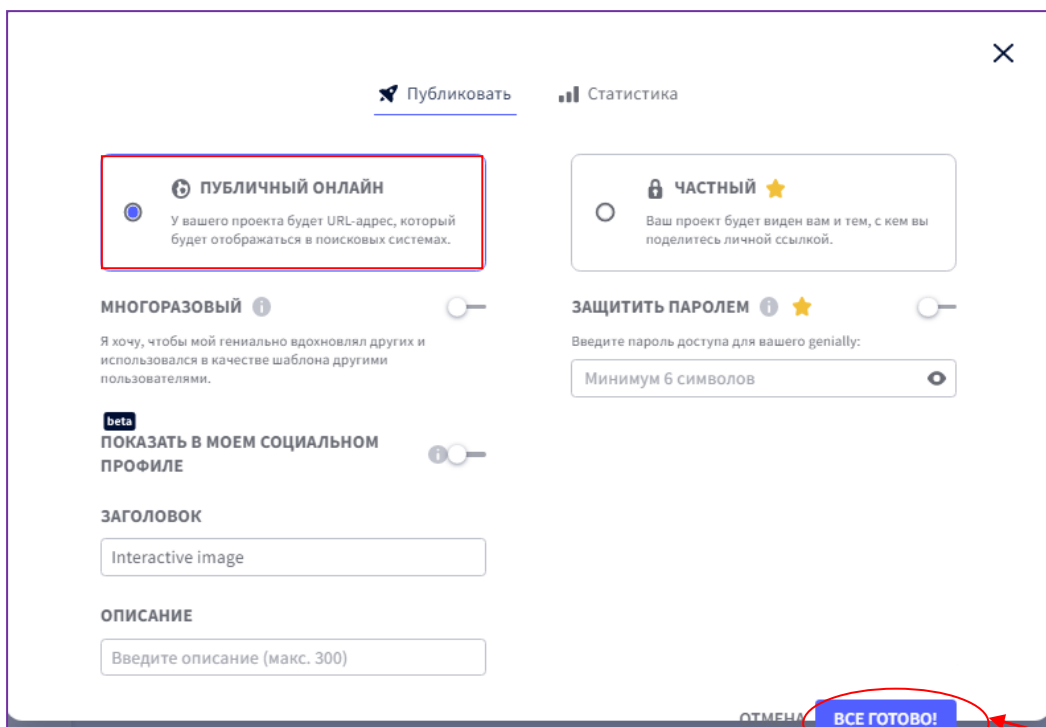 Публиковать Статистика
ПУБЛИЧНЫЙ ОНЛАЙН
У вашего проекта будет URL-адрес, который
будет отображаться в поисковых системах.
ЧАСТНЫЙ
Ваш проект будет виден вам и тем, с кем вы
поделитесь личной ссылкой.
МНОГОРАЗОВЫЙ
Я хочу, чтобы мой гениально вдохновлял других и
использовался в качестве шаблона другими
пользователями.
ЗАЩИТИТЬ ПАРОЛЕМ
Введите пароль доступа для вашего genially:
Минимум 6 символов
beta
ПОКАЗАТЬ В МОЕМ СОЦИАЛЬНОМ
ПРОФИЛЕ
ЗАГОЛОВОК
Interactive image
ОПИСАНИЕ
Введите описание (макс. 300)
ОТМЕНА ВСЕ ГОТОВО!